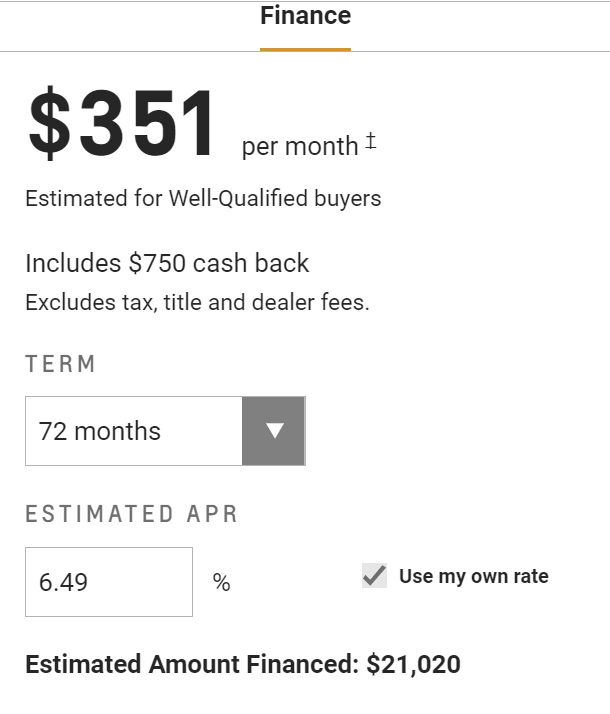 Finance
$351 per month ‡
Estimated for Well-Qualified buyers
Includes $750 cash back
Excludes tax, title and dealer fees.
TERM
72 months
ESTIMATED APR
6.49 % Use my own rate
Estimated Amount Financed: $21,020